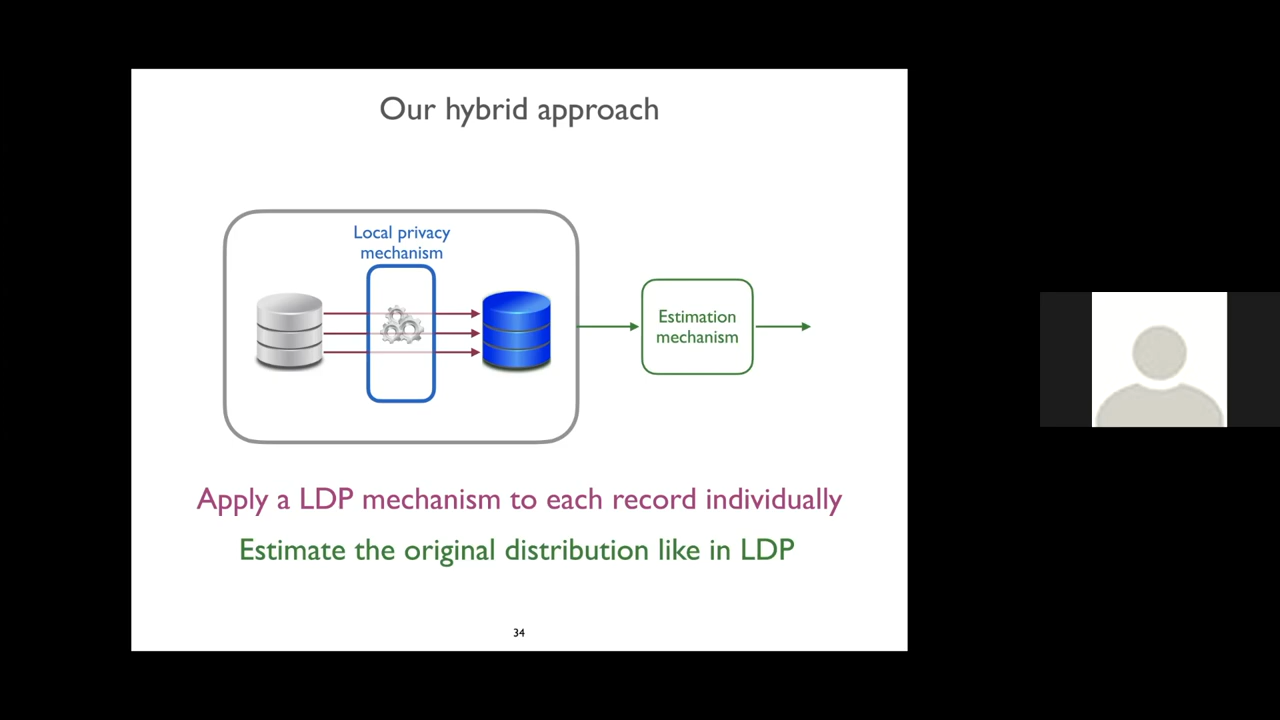 Our hybrid approach
Local privacy
mechanism
Estimation
mechanism
Apply a LDP mechanism to each record individually
Estimate the original distribution like in LDP
34